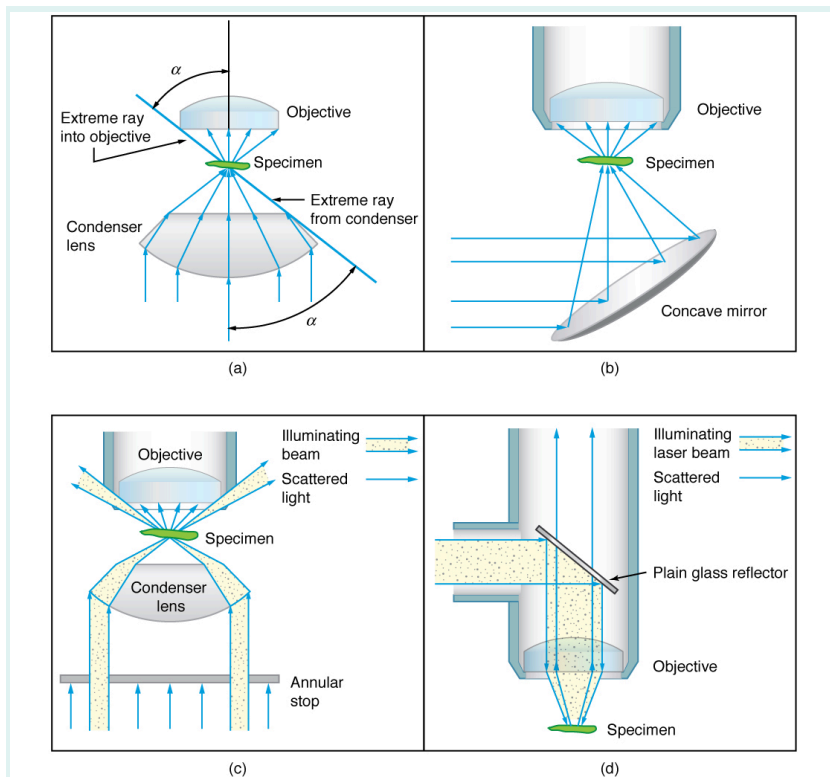 α
Objective
Extreme ray
into objective
Specimen
Extreme ray
from condenser
Condenser
lens
α
(a)
Objective
Specimen
Concave mirror
(b)
Illuminating
beam
Objective
Scattered
light
Specimen
Condenser
lens
Annular
stop
(c)
Illuminating
laser beam
Scattered
light
Plain glass reflector
Objective
Specimen
(d)